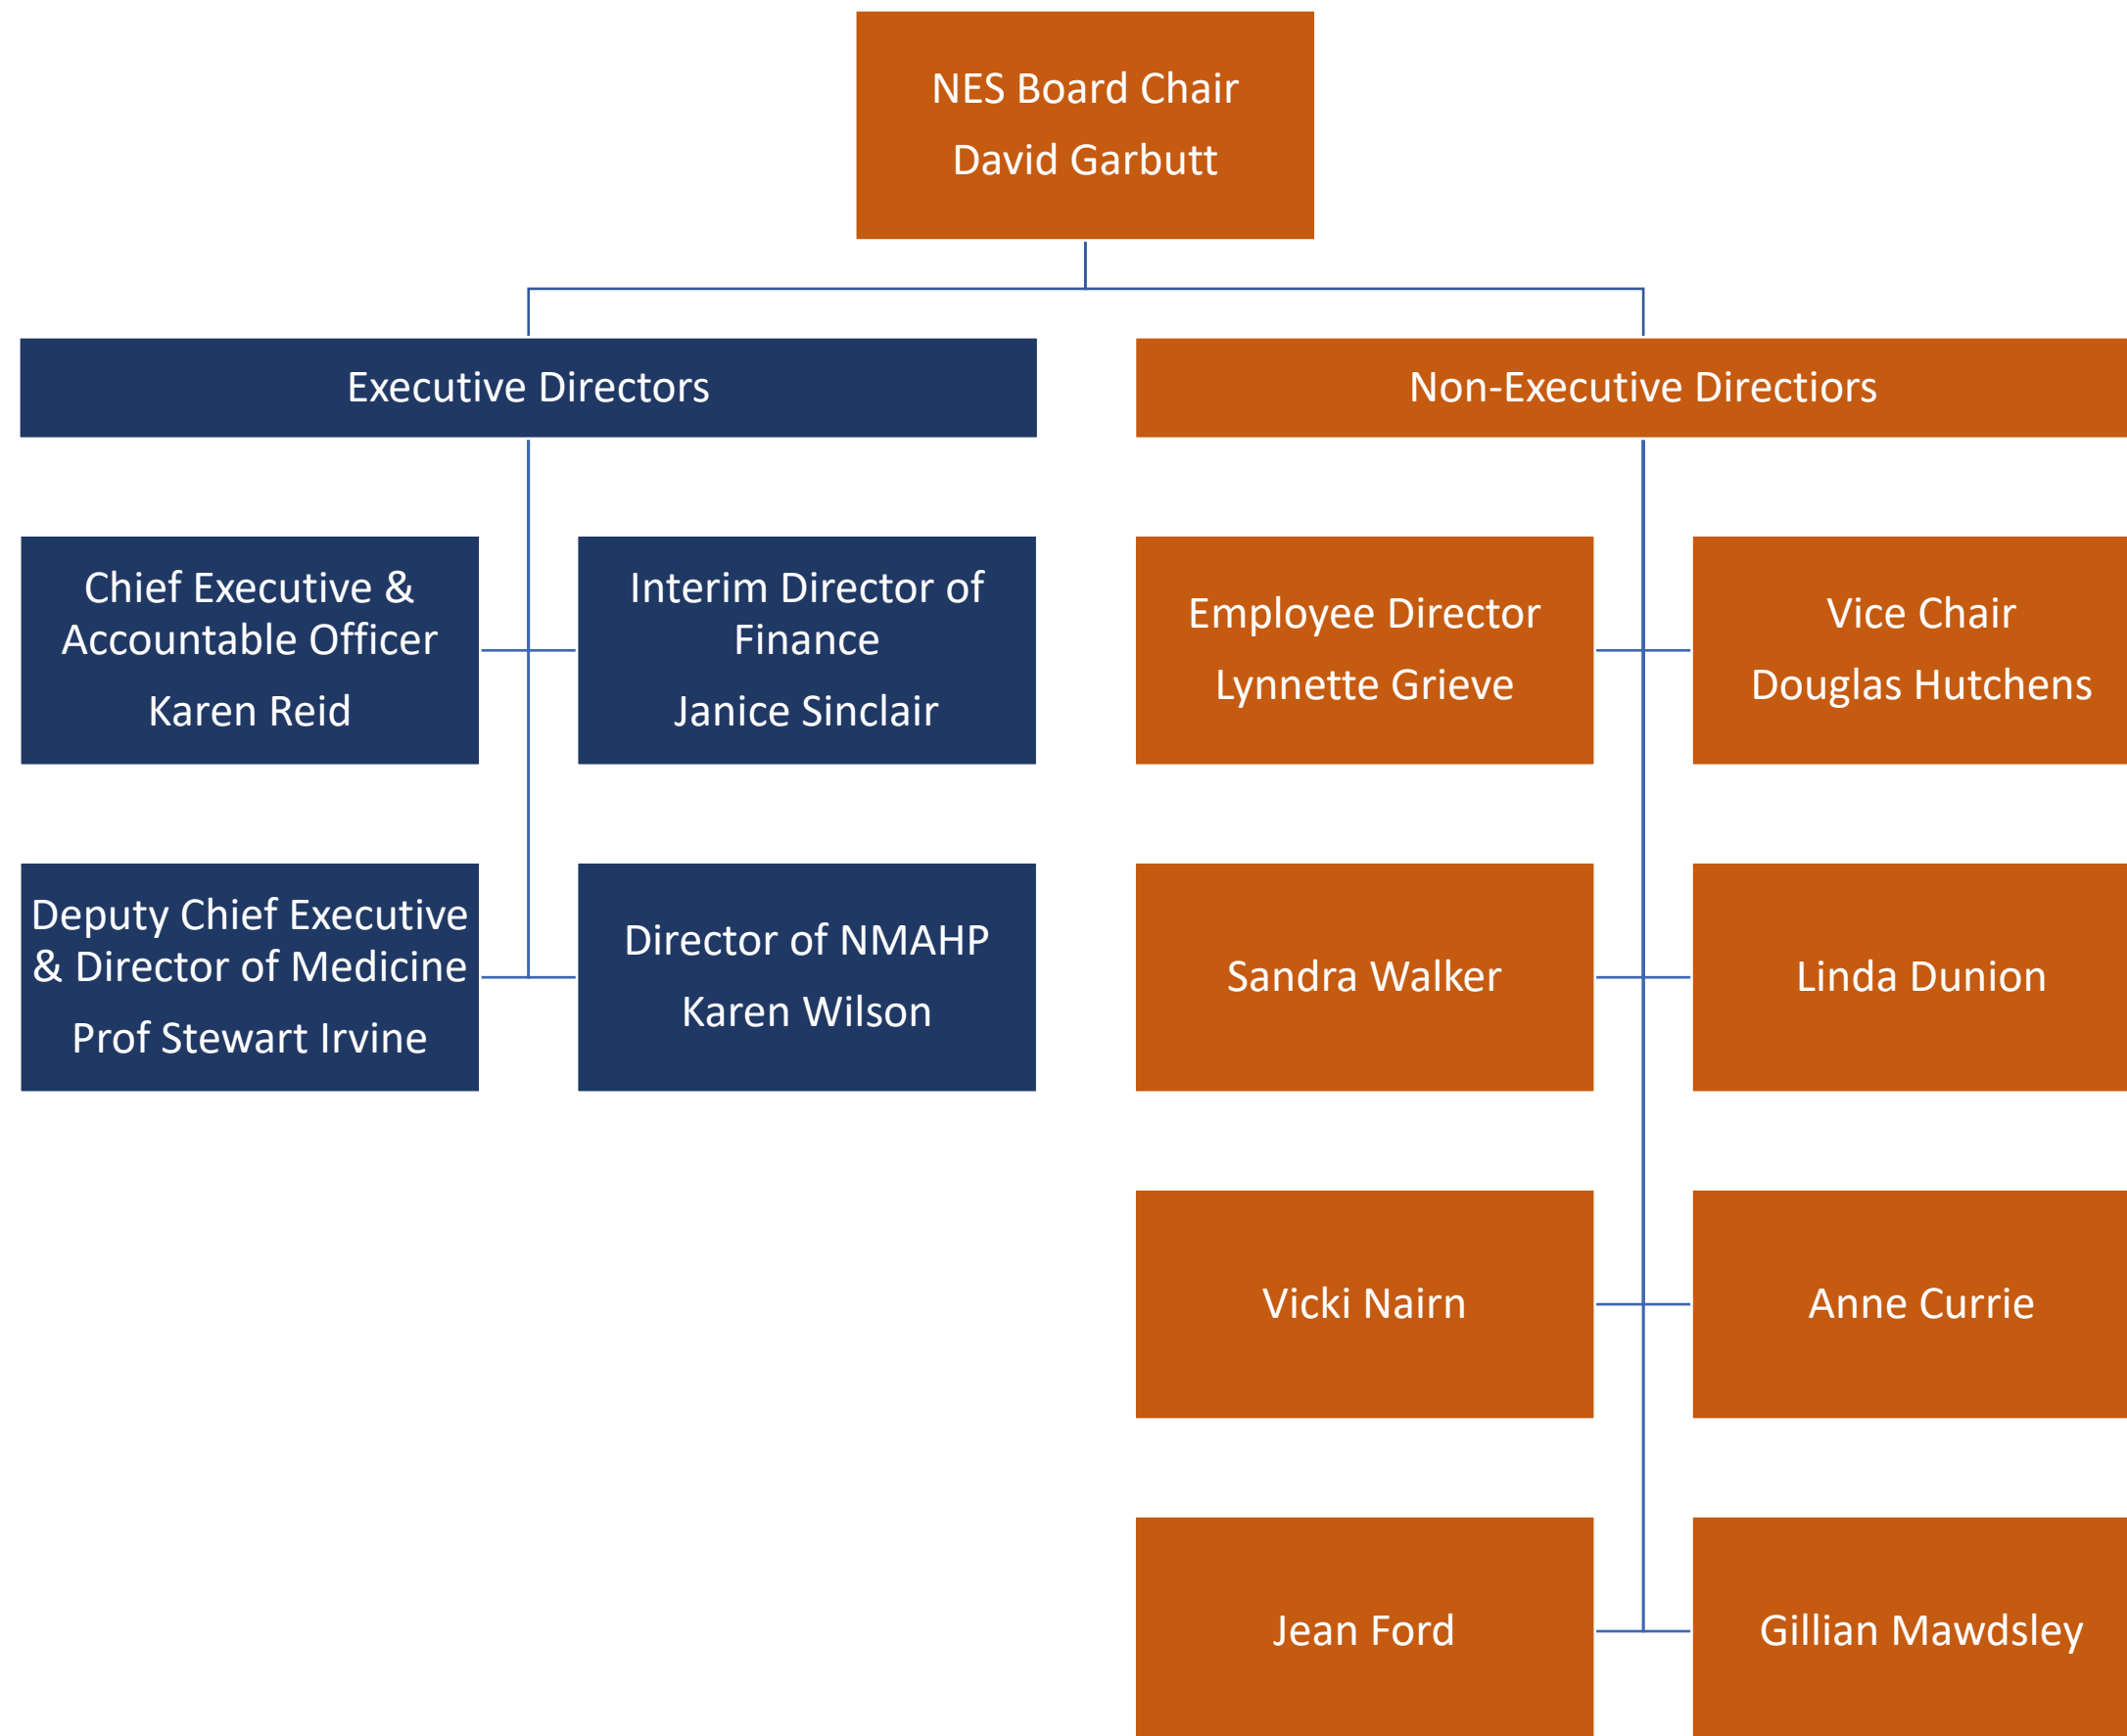 NES Board Chair
David Garbutt
Executive Directors
Non-Executive Directiors
Chief Executive &
Accountable Officer
Karen Reid
Interim Director of
Finance
Janice Sinclair
Employee Director
Lynnette Grieve
Vice Chair
Douglas Hutchens
Deputy Chief Executive
& Director of Medicine
Prof Stewart Irvine
Director of NMAHP
Karen Wilson
Sandra Walker
Linda Dunion
Vicki Nairn
Anne Currie
Jean Ford
Gillian Mawdsley